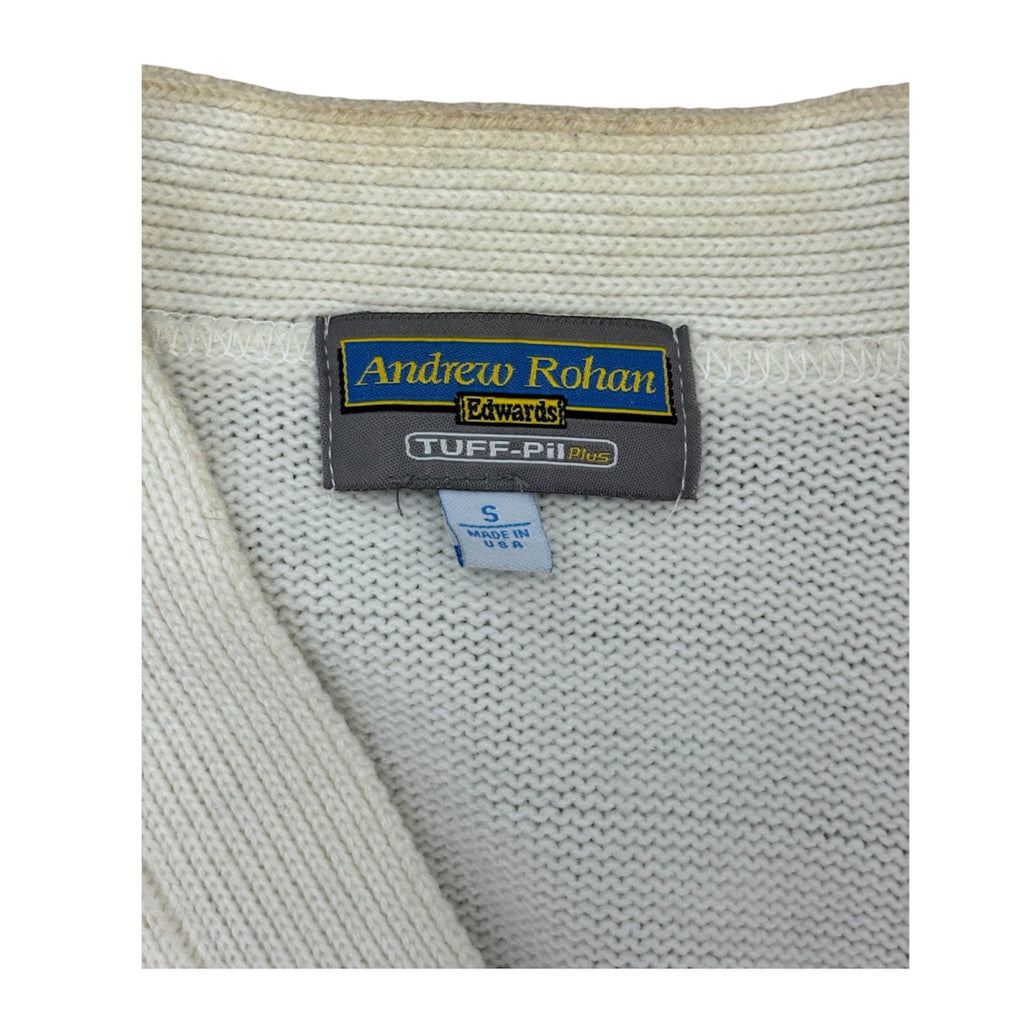 Andrew Rohan
Edwards
TUFF-Pil Plus
S
MADE IN
USA